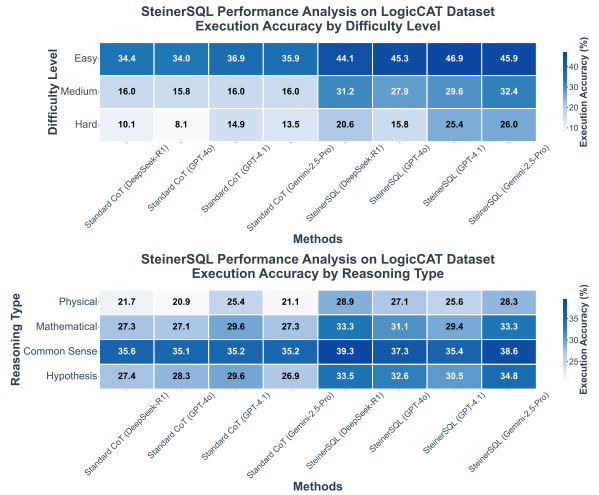 SteinerSQL Performance Analysis on LogicCAT Dataset
Execution Accuracy by Difficulty Level
Difficulty Level
Easy 34.4 34.0 36.9 35.9 44.1 45.3 46.9 45.9
Medium 16.0 15.8 16.0 16.0 31.2 27.9 29.6 32.4
Hard 10.1 8.1 14.9 13.5 20.6 15.8 25.4 26.0
Standard CoT (DeepSeek-R1)
Standard CoT (GPT-4o)
Standard CoT (GPT-4.1)
Standard CoT (Gemini-2.5-Pro)
SteinerSQL (DeepSeek-R1)
SteinerSQL (GPT-4o)
SteinerSQL (GPT-4.1)
SteinerSQL (Gemini-2.5-Pro)
Methods
40
30
20
10
Execution Accuracy (%)
SteinerSQL Performance Analysis on LogicCAT Dataset
Execution Accuracy by Reasoning Type
Reasoning Type
Physical 21.7 20.9 25.4 21.1 28.9 27.1 25.6 28.3
Mathematical 27.3 27.1 29.6 27.3 33.3 31.1 29.4 33.3
Common Sense 35.6 35.1 35.2 35.2 39.3 37.3 35.4 38.6
Hypothesis 27.4 28.3 29.6 26.9 33.5 32.6 30.5 34.8
Standard CoT (DeepSeek-R1)
Standard CoT (GPT-4o)
Standard CoT (GPT-4.1)
Standard CoT (Gemini-2.5-Pro)
SteinerSQL (DeepSeek-R1)
SteinerSQL (GPT-4o)
SteinerSQL (GPT-4.1)
SteinerSQL (Gemini-2.5-Pro)
Methods
35
30
25
Execution Accuracy (%)